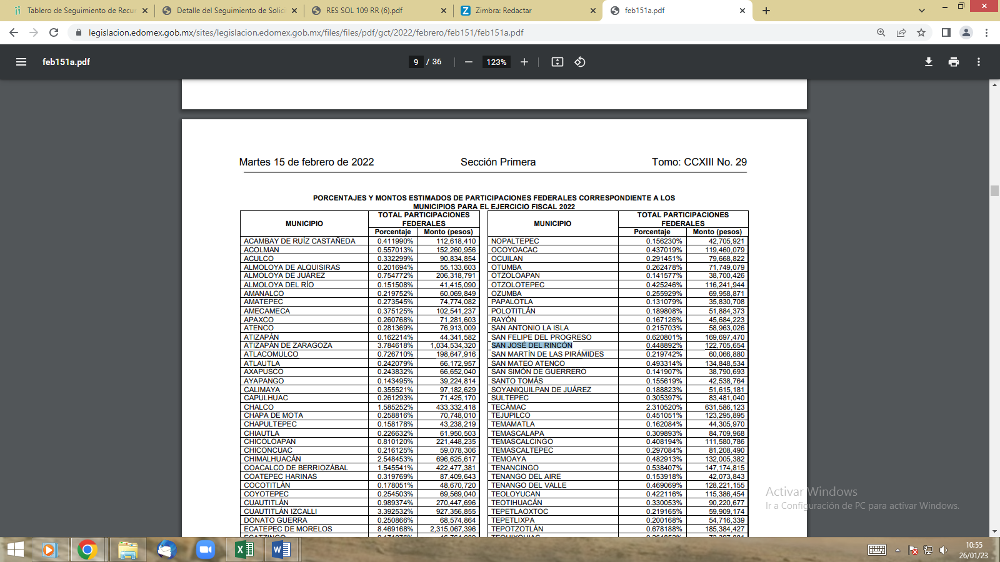 Tablero de Seguimiento de Recur
Detalle del Seguimiento de Solici
RES SOL 109 RR (6).pdf
Zimbra: Redactar
feb151a.pdf
legislacion.edomex.gob.mx/sites/legislacion.edomex.gob.mx/files/files/pdf/gct/2022/febrero/feb151/feb151a.pdf
feb151a.pdf
9 / 36
123%
Martes 15 de febrero de 2022 Sección Primera Tomo: CCXIII No. 29
PORCENTAJES Y MONTOS ESTIMADOS DE PARTICIPACIONES FEDERALES CORRESPONDIENTE A LOS
MUNICIPIOS PARA EL EJERCICIO FISCAL 2022
MUNICIPIO TOTAL PARTICIPACIONES FEDERALES
Porcentaje Monto (pesos)
ACAMBAY DE RUÍZ CASTAÑEDA 0.411990% 112,618,410
ACOLMAN 0.557013% 152,260,956
ACULCO 0.332299% 90,834,854
ALMOLOYA DE ALQUISIRAS 0.201694% 55,133,603
ALMOLOYA DE JUÁREZ 0.754772% 206,318,791
ALMOLOYA DEL RÍO 0.151508% 41,415,090
AMANALCO 0.219752% 60,069,849
AMATEPEC 0.273545% 74,774,082
AMECAMECA 0.375125% 102,541,237
APAXCO 0.260768% 71,281,603
ATENCO 0.281369% 76,913,009
ATIZAPÁN 0.162214% 44,341,582
ATIZAPÁN DE ZARAGOZA 3.784618% 1,034,534,320
ATLACOMULCO 0.726710% 198,647,916
ATLAUTLA 0.242079% 66,172,957
AXAPUSCO 0.243832% 66,652,040
AYAPANGO 0.143495% 39,224,814
CALIMAYA 0.355521% 97,182,629
CAPULHUAC 0.261293% 71,425,170
CHALCO 1.585252% 433,332,418
CHAPA DE MOTA 0.258816% 70,748,010
CHAPULTEPEC 0.158178% 43,238,219
CHIAUTLA 0.226632% 61,950,503
CHICOLOAPAN 0.810120% 221,448,235
CHICONCUAC 0.216125% 59,078,306
CHIMALHUACÁN 2.548453% 696,625,617
COACALCO DE BERRIOZÁBAL 1.545541% 422,477,381
COATEPEC HARINAS 0.319769% 87,409,643
COCOTITLÁN 0.178051% 48,670,720
COYOTEPEC 0.254503% 69,569,040
CUAUTITLÁN 0.989374% 270,447,696
CUAUTITLÁN IZCALLI 3.392532% 927,356,855
DONATO GUERRA 0.250866% 68,574,864
ECATEPEC DE MORELOS 8.469168% 2,315,067,396
MUNICIPIO TOTAL PARTICIPACIONES FEDERALES
Porcentaje Monto (pesos)
NOPALTEPEC 0.156230% 42,705,921
OCOYOACAC 0.437019% 119,460,079
OCUILAN 0.291451% 79,668,822
OTUMBA 0.262478% 71,749,079
OTZOLOAPAN 0.141577% 38,700,426
OTZOLOTEPEC 0.425246% 116,241,944
OZUMBA 0.255929% 69,958,871
PAPALOTLA 0.131079% 35,830,708
POLOTITLÁN 0.189808% 51,884,373
RAYÓN 0.167126% 45,684,223
SAN ANTONIO LA ISLA 0.215703% 58,963,026
SAN FELIPE DEL PROGRESO 0.620801% 169,697,470
SAN JOSÉ DEL RINCÓN 0.448892% 122,705,654
SAN MARTÍN DE LAS PIRÁMIDES 0.219742% 60,066,880
SAN MATEO ATENCO 0.493314% 134,848,534
SAN SIMÓN DE GUERRERO 0.141907% 38,790,693
SANTO TOMÁS 0.155619% 42,538,764
SOYANIQUILPAN DE JUÁREZ 0.188823% 51,615,181
SULTEPEC 0.305397% 83,481,040
TECÁMAC 2.310520% 631,586,123
TEJUPILCO 0.451051% 123,295,895
TEMAMATLA 0.162084% 44,305,970
TEMASCALAPA 0.309893% 84,709,968
TEMASCALCINGO 0.408194% 111,580,786
TEMASCALTEPEC 0.297084% 81,208,490
TEMOAYA 0.482913% 132,005,382
TENANCINGO 0.538407% 147,174,815
TENANGO DEL AIRE 0.153918% 42,073,843
TENANGO DEL VALLE 0.469069% 128,221,155
TEOLOYUCAN 0.422116% 115,386,454
TEOTIHUACÁN 0.330053% 90,220,677
TEPETLAOXTOC 0.219165% 59,909,174
TEPETLIXPA 0.200168% 54,716,339
TEPOTZOTLÁN 0.678188% 185,384,427
Activar Windows
Ir a Configuración de PC para activar Windows.
10:55
26/01/23